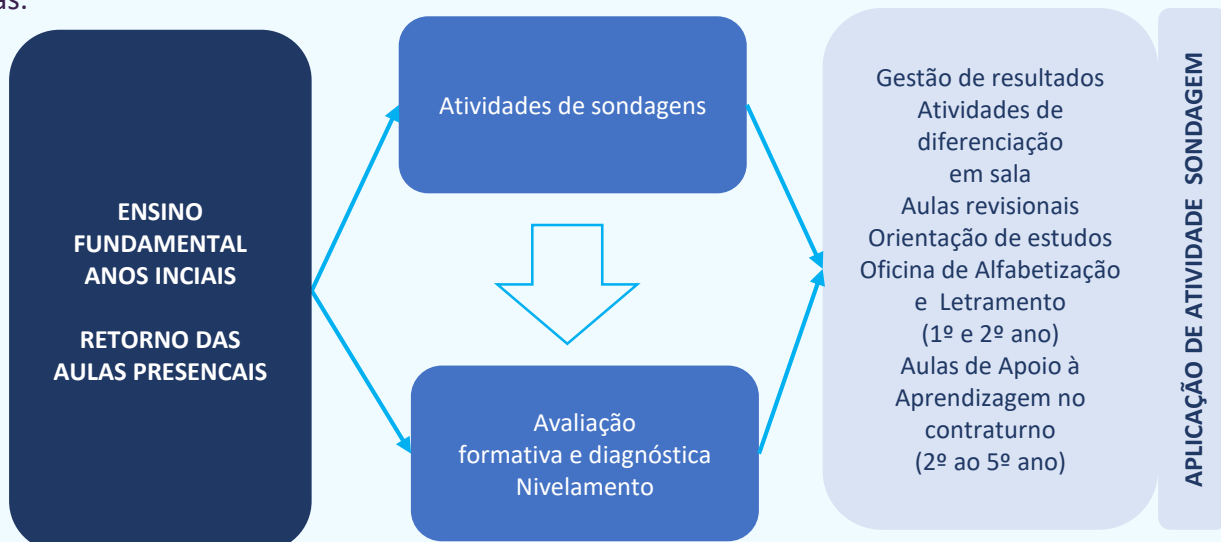 as:
ENSINO
FUNDAMENTAL
ANOS INCIAIS
RETORNO DAS
AULAS PRESENCAIS
Atividades de sondagens
Avaliação
formativa e diagnóstica
Nivelamento
Gestão de resultados
Atividades de
diferenciação
em sala
Aulas revisionais
Orientação de estudos
Oficina de Alfabetização
e Letramento
(1º e 2º ano)
Aulas de Apoio à
Aprendizagem no
contraturno
(2º ao 5º ano)
APLICAÇÃO DE ATIVIDADE SONDAGEM